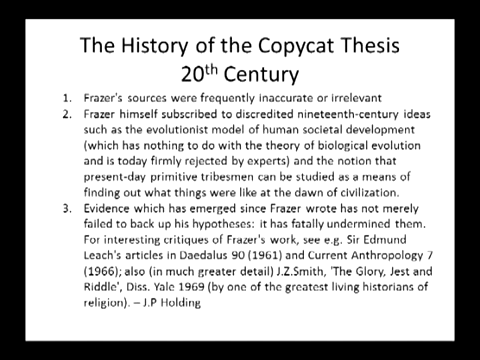 The History of the Copycat Thesis
20th Century
1. Frazer's sources were frequently inaccurate or irrelevant
2. Frazer himself subscribed to discredited nineteenth-century ideas
such as the evolutionist model of human societal development
(which has nothing to do with the theory of biological evolution
and is today firmly rejected by experts) and the notion that
present-day primitive tribesmen can be studied as a means of
finding out what things were like at the dawn of civilization.
3. Evidence which has emerged since Frazer wrote has not merely
failed to back up his hypotheses: it has fatally undermined them.
For interesting critiques of Frazer's work, see e.g. Sir Edmund
Leach's articles in Daedalus 90 (1961) and Current Anthropology 7
(1966); also (in much greater detail) J.Z.Smith, 'The Glory, Jest and
Riddle', Diss. Yale 1969 (by one of the greatest living historians of
religion). – J.P Holding